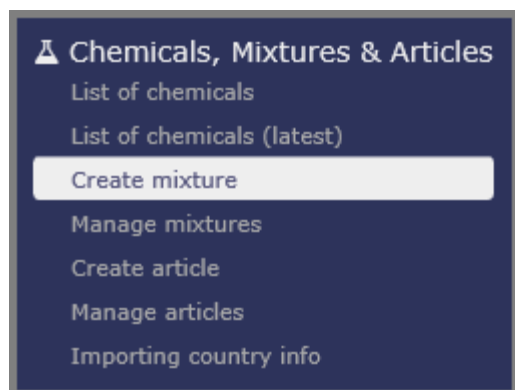 Chemicals, Mixtures & Articles
List of chemicals
List of chemicals (latest)
Create mixture
Manage mixtures
Create article
Manage articles
Importing country info